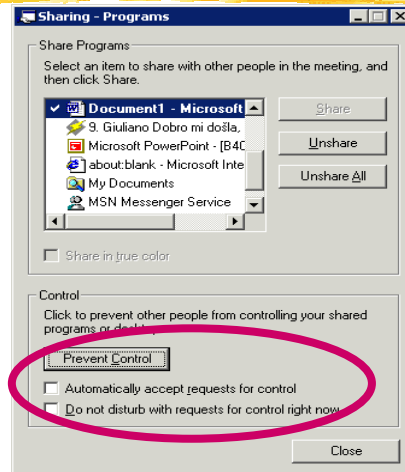 Sharing - Programs
Share Programs
Select an item to share with other people in the meeting, and
then click Share.
Document1 - Microsoft
9. Giuliano Dobro mi došla,
Microsoft PowerPoint - [B40
about:blank - Microsoft Inte
My Documents
MSN Messenger Service
Share
Unshare
Unshare All
Share in true color
Control
Click to prevent other people from controlling your shared
programs or
Prevent Control
Automatically accept requests for control
Do not disturb with requests for control right now
Close